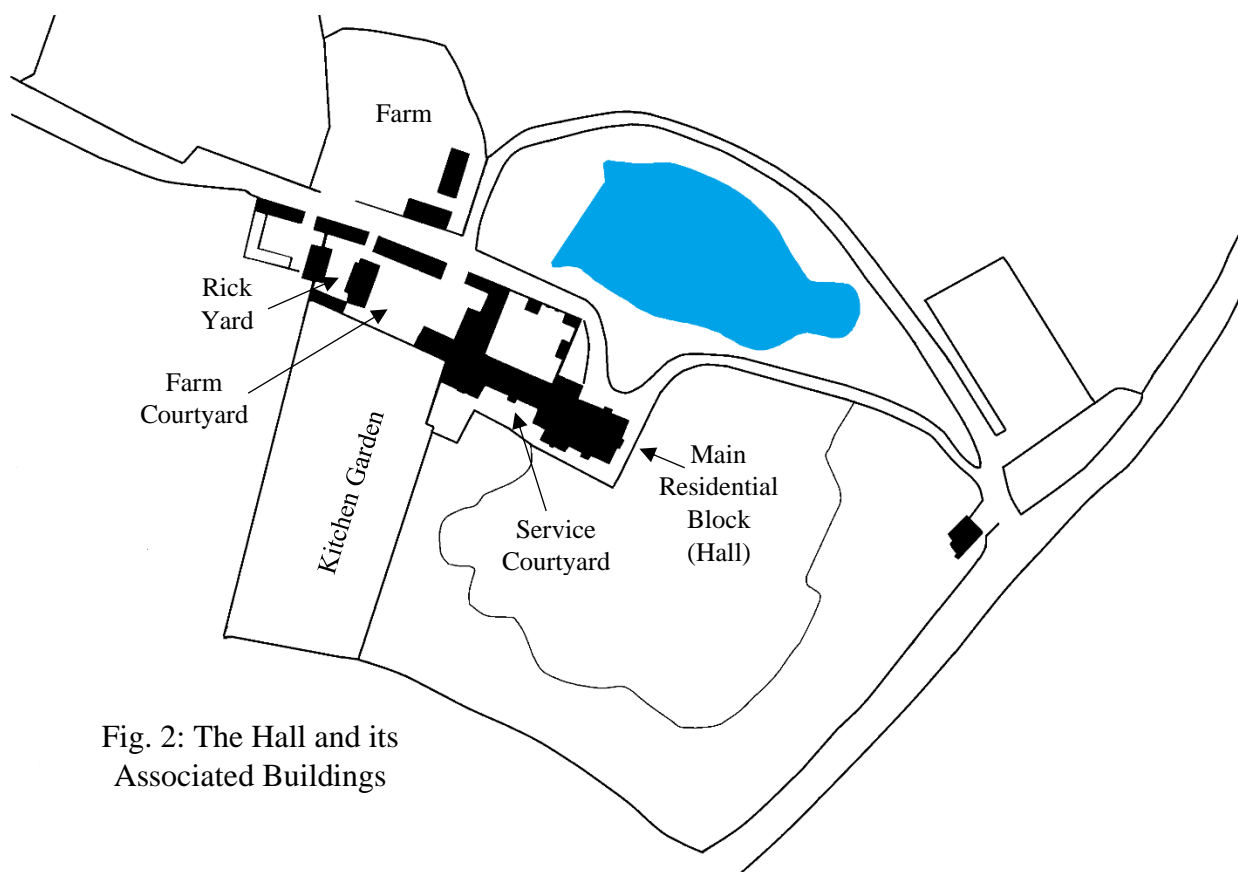 Farm
Rick
Yard
Farm
Courtyard
Kitchen Garden
Service
Courtyard
Main
Residential
Block
(Hall)
Fig. 2: The Hall and its
Associated Buildings